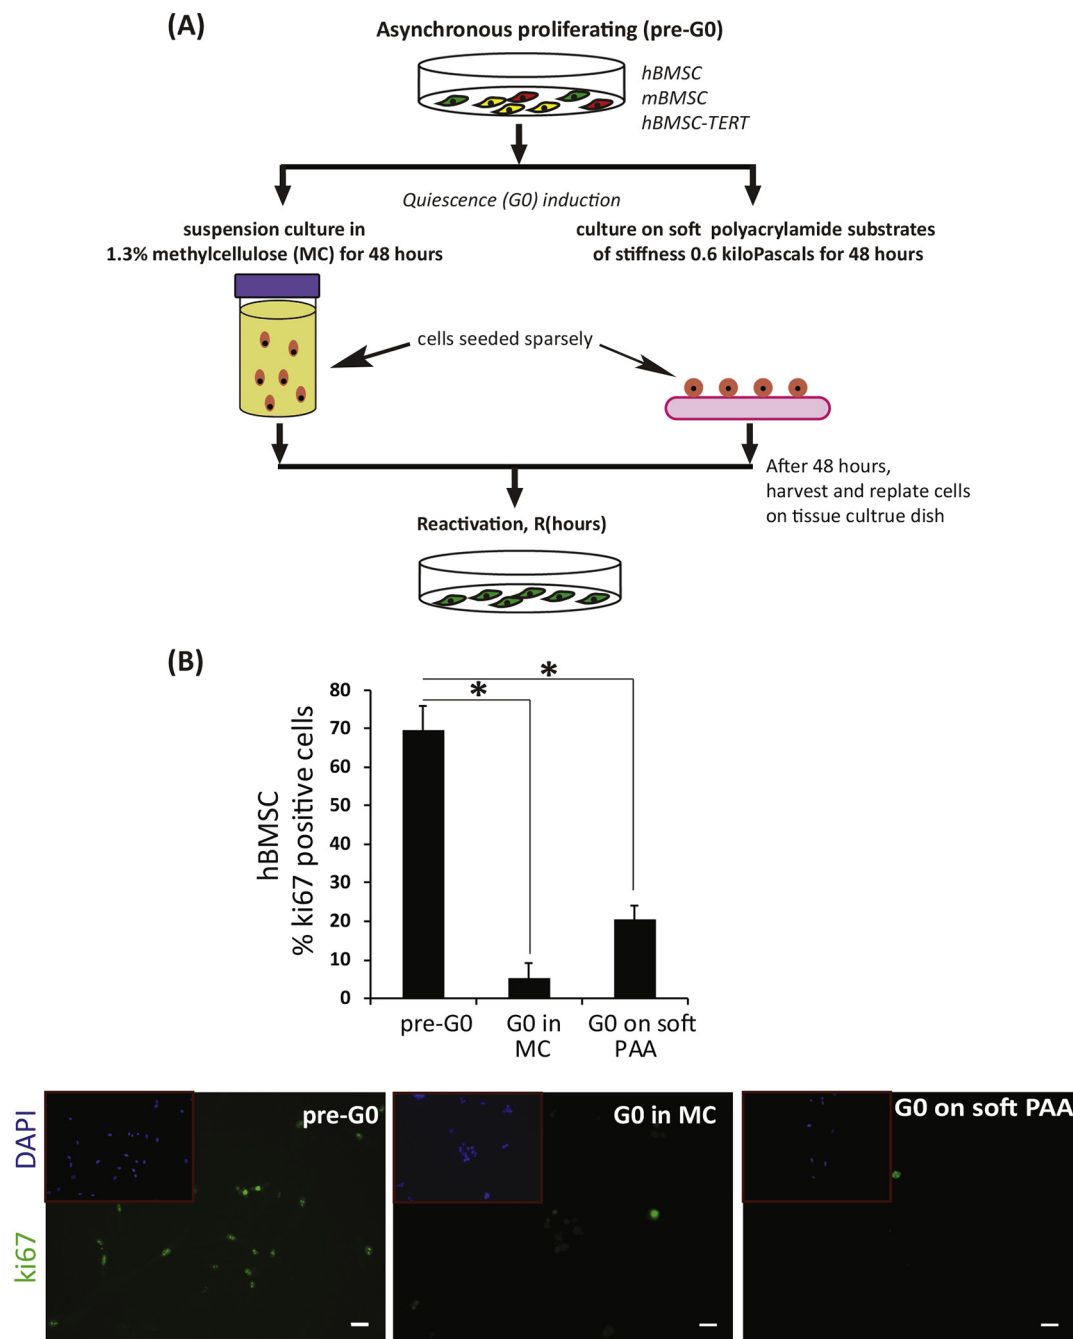 (A)
Asynchronous proliferating (pre-G0)
hBMSC
mBMSC
hBMSC-TERT
Quiescence (G0) induction
suspension culture in
1.3% methylcellulose (MC) for 48 hours
culture on soft polyacrylamide substrates
of stiffness 0.6 kiloPascals for 48 hours
cells seeded sparsely
After 48 hours,
harvest and replate cells
on tissue cultrue dish
Reactivation, R(hours)
(B)
*
*
80
70
60
50
40
30
20
10
0
hBMSC
% ki67 positive cells
pre-G0
G0 in
MC
G0 on soft
PAA
DAPI
ki67
pre-G0
G0 in MC
G0 on soft PAA